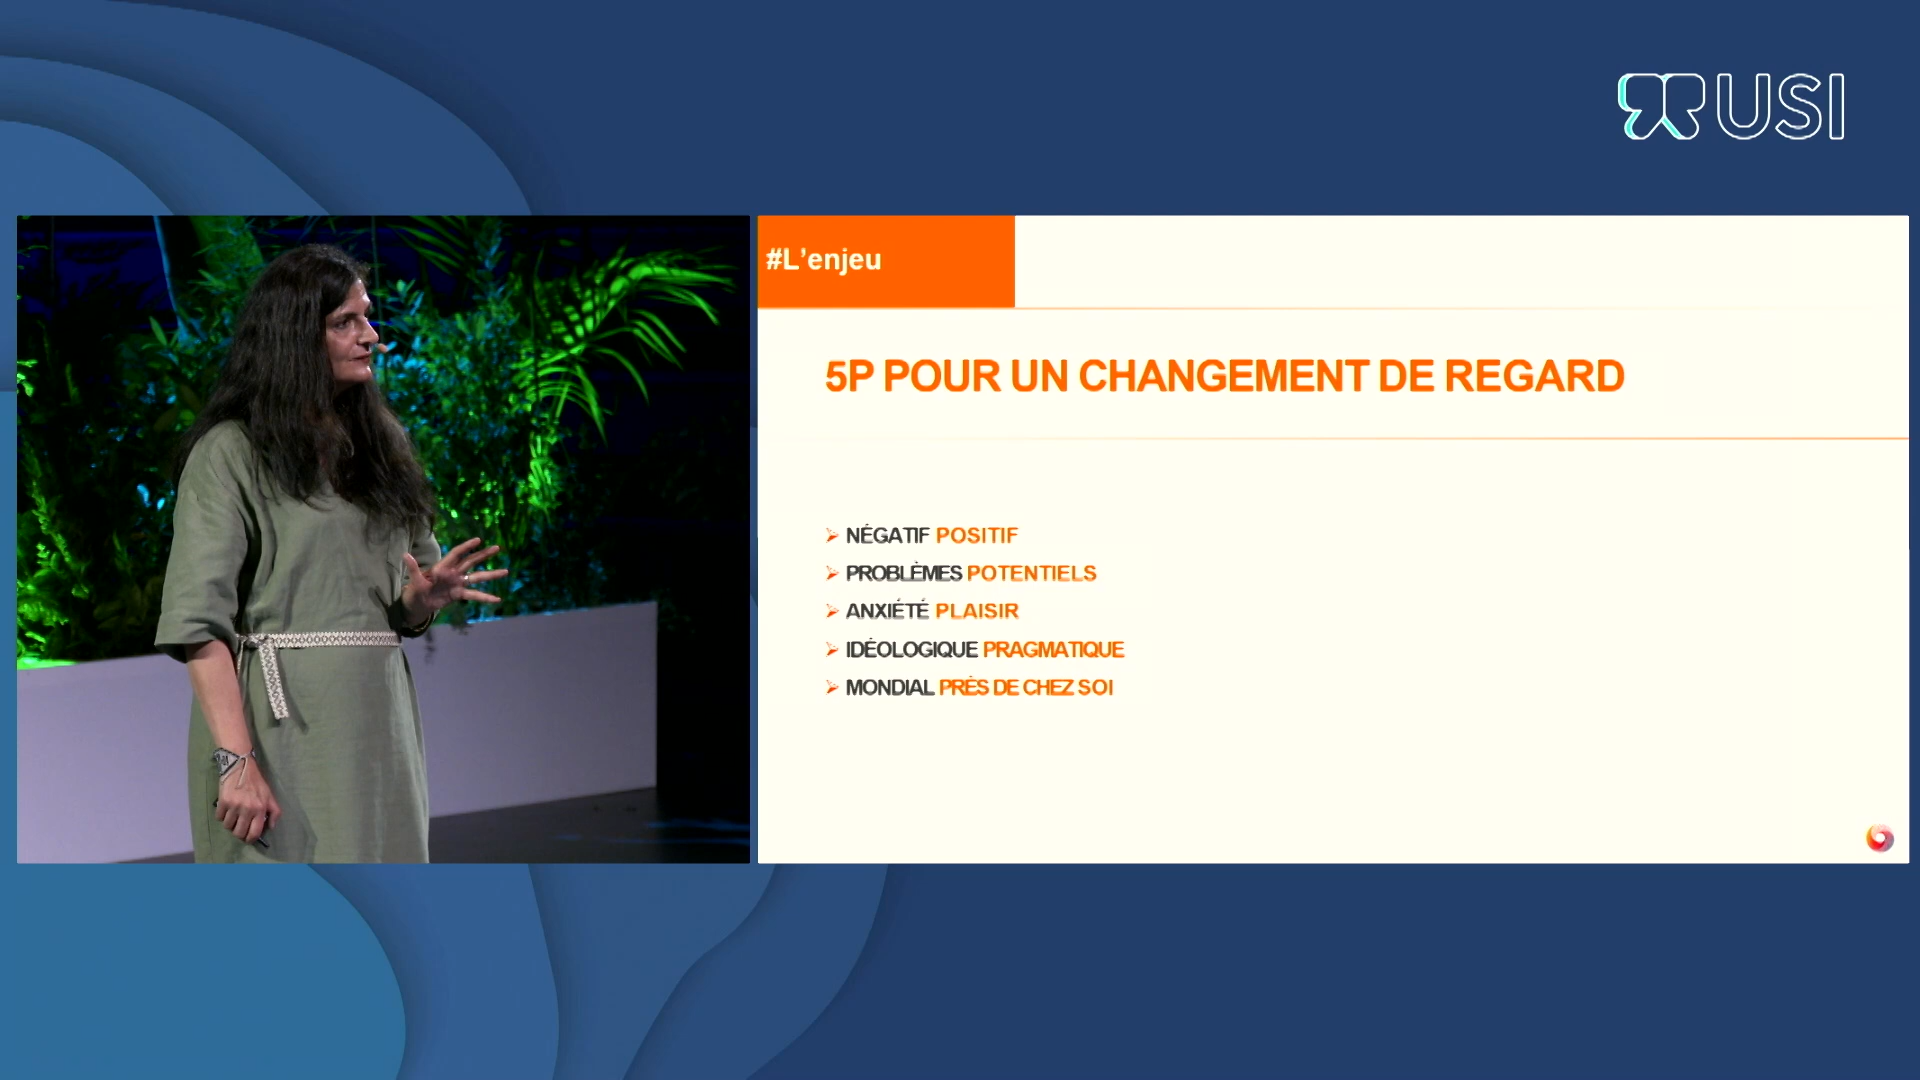 USI
#L'enjeu
5P POUR UN CHANGEMENT DE REGARD
NÉGATIF POSITIF
PROBLÈMES POTENTIELS
ANXIÉTÉ PLAISIR
IDÉOLOGIQUE PRAGMATIQUE
MONDIAL PRÈS DE CHEZ SOI